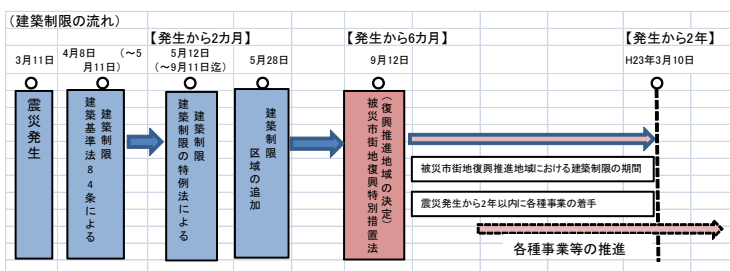 （建築制限の流れ）
【発生から2カ月】
【発生から6カ月】
【発生から2年】
3月11日
4月8日　（～5
月11日）
5月12日
（～9月11日迄）
5月28日
9月12日
H23年3月10日
震災発生
建築制限
建築基準法８４条による
建築制限
建築制限の特例法による
建築制限
区域の追加
（復興推進地域の決定）
被災市街地復興特別措置法
被災市街地復興推進地域における建築制限の期間
震災発生から2年以内に各種事業の着手
各種事業等の推進